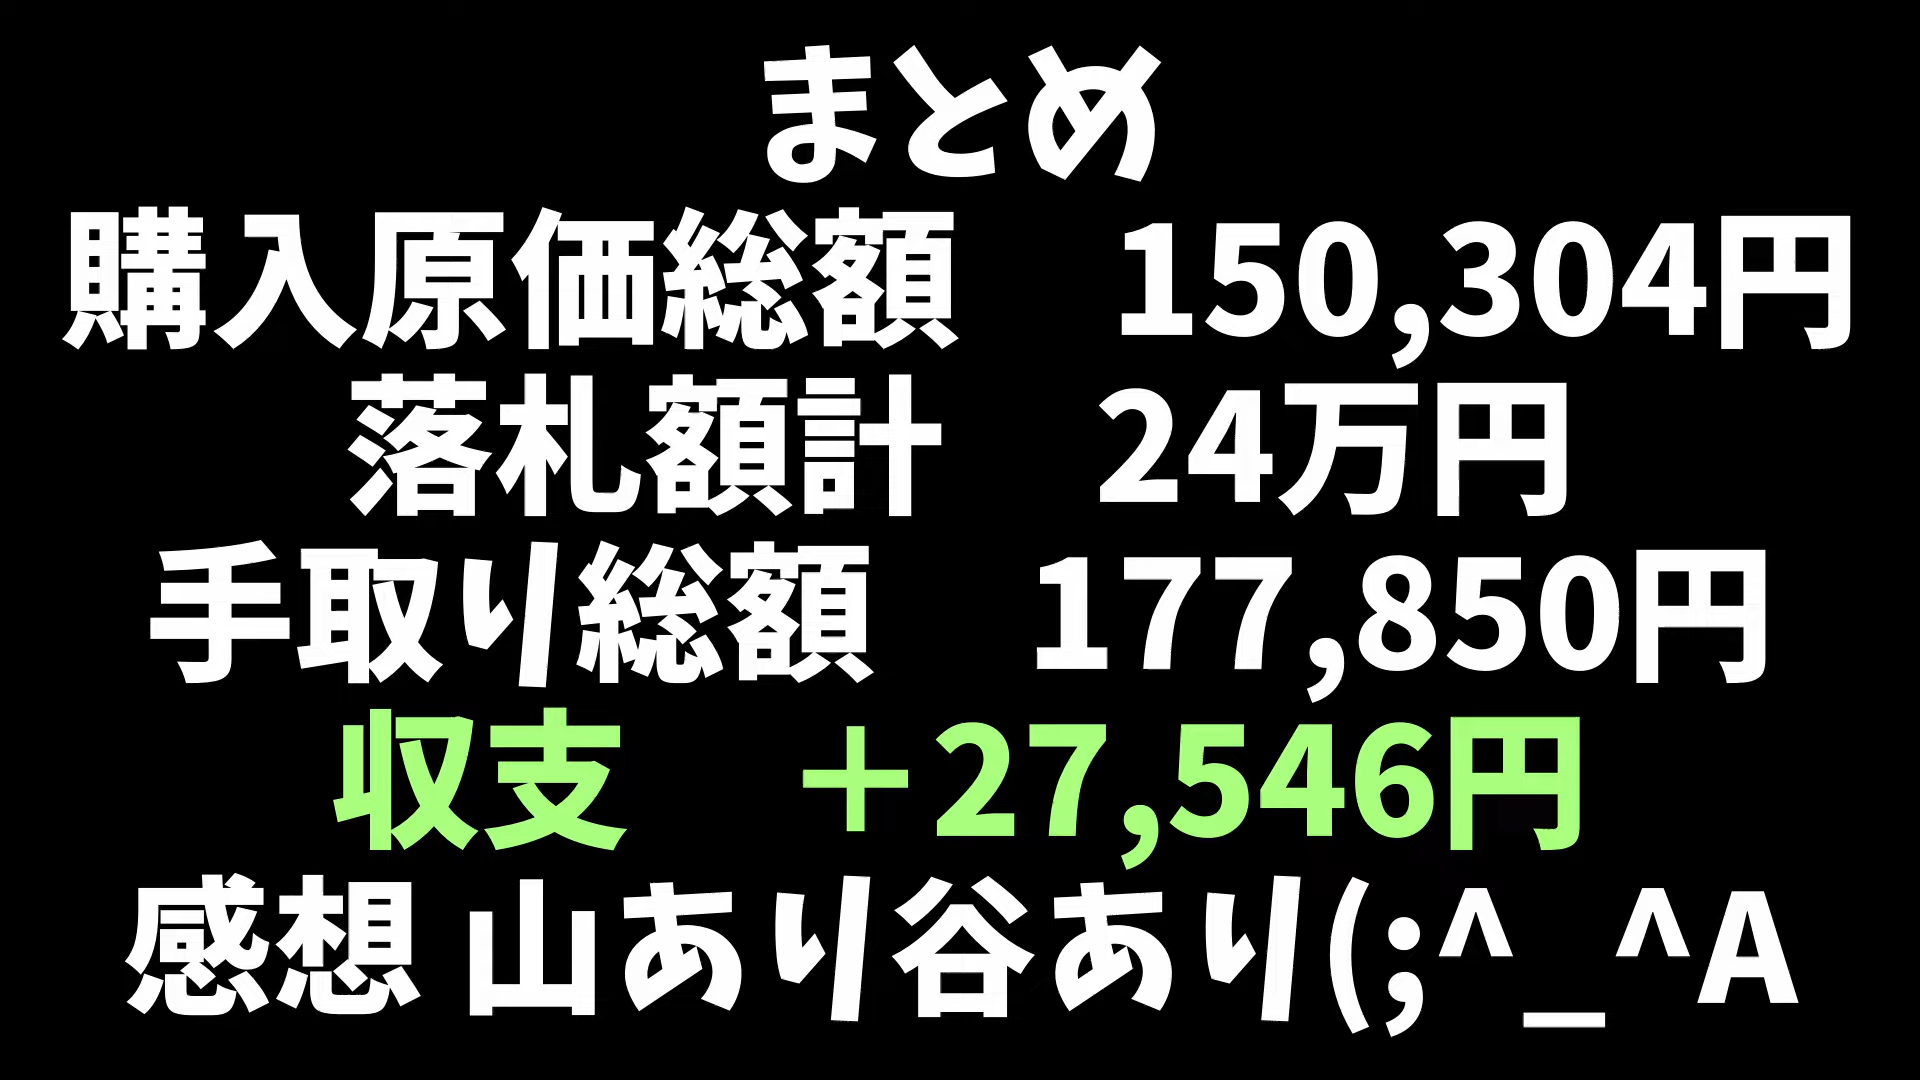 まとめ
購入原価総額　150,304円
落札額計　24万円
手取り総額　177,850円
収支　＋27,546円
感想 山あり谷あり(;^_^A